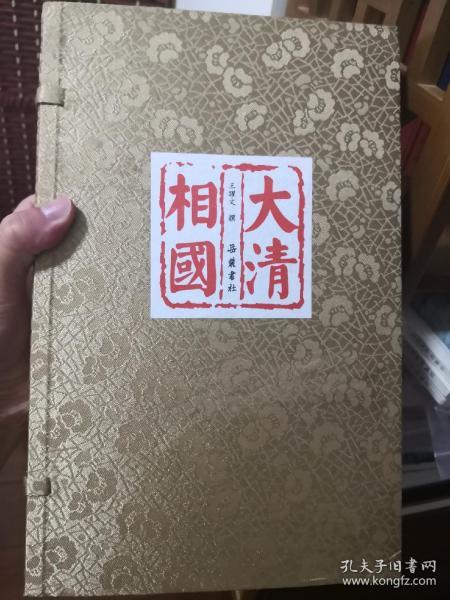 大清
相國
王躍文 撰
岳麓書社
孔夫子旧书网
www.kongfz.com